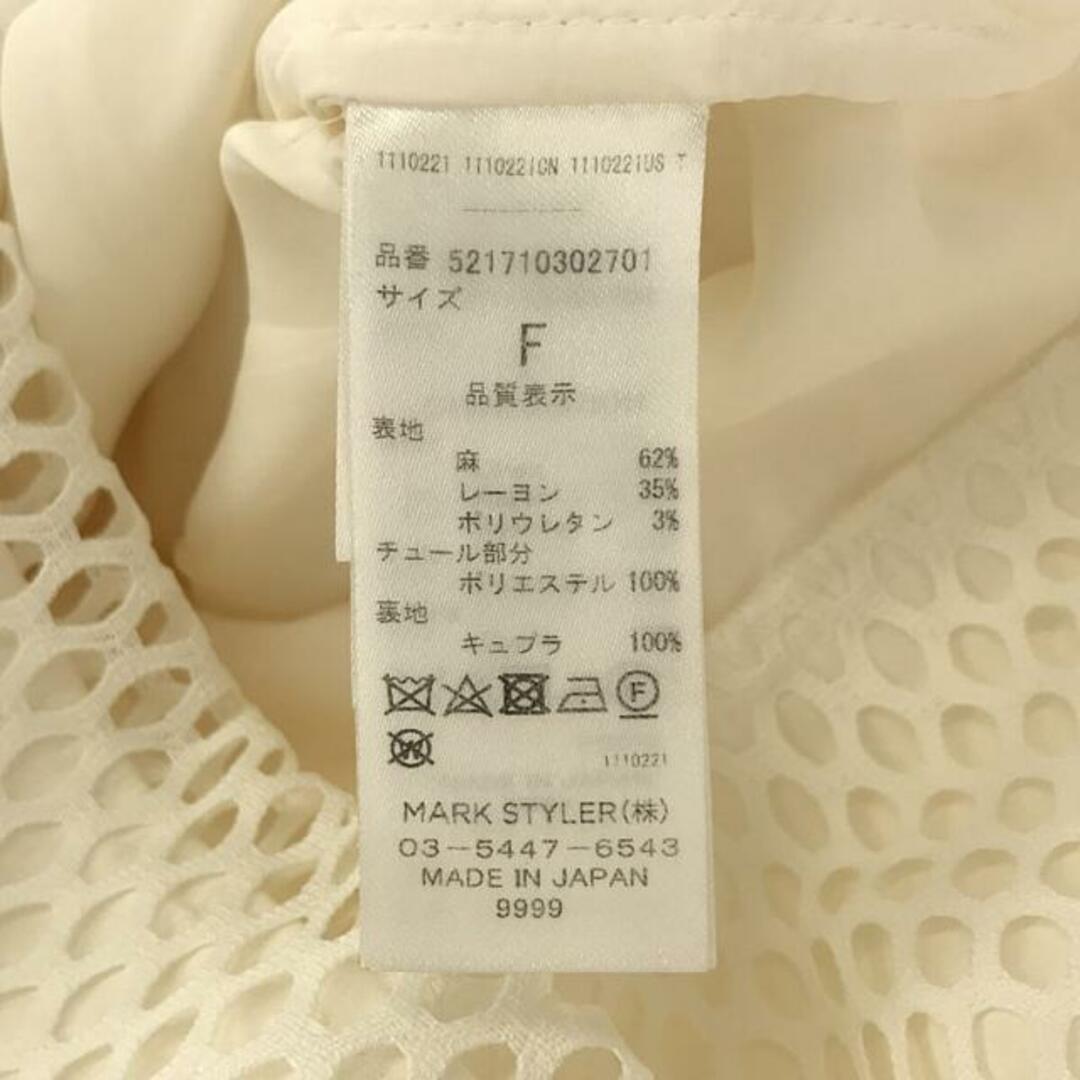 1110221 1110221CN 1110221US T
品番 521710302701
サイズ
F
品質表示
表地
麻 62%
レーヨン 35%
ポリウレタン 3%
チュール部分
ポリエステル 100%
裏地
キュプラ 100%
F
W
1110221
MARK STYLER(株)
03-5447-6543
MADE IN JAPAN
9999